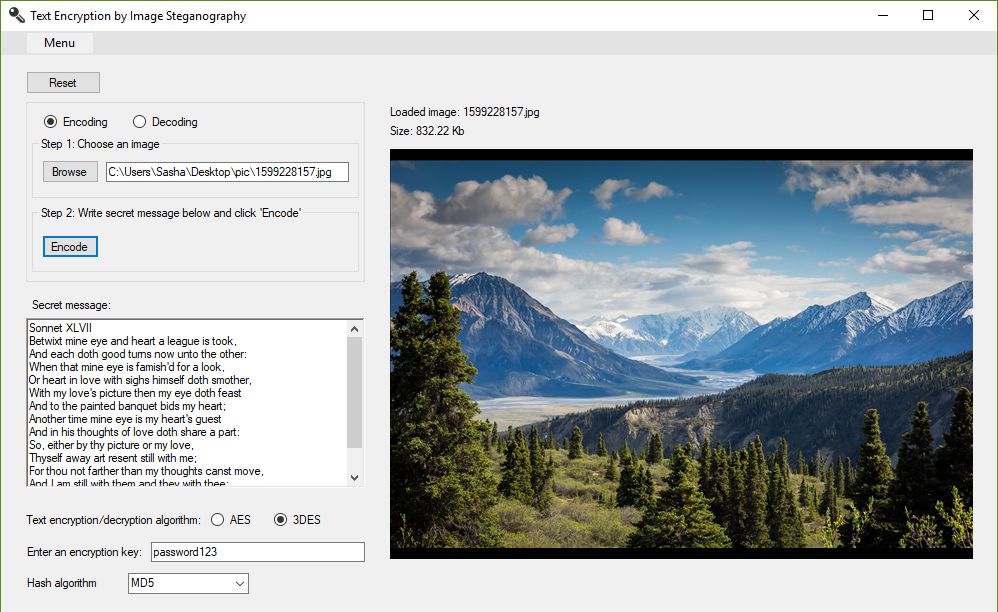 Text Encryption by Image Steganography
Menu
Reset
Encoding Decoding
Step 1: Choose an image
Browse C:\Users\Sasha\Desktop\pic\1599228157.jpg
Step 2: Write secret message below and click 'Encode'
Encode
Secret message:
Sonnet XLVII
Betwixt mine eye and heart a league is took,
And each doth good turns now unto the other:
When that mine eye is famish'd for a look,
Or heart in love with sighs himself doth smother,
With my love's picture then my eye doth feast
And to the painted banquet bids my heart;
Another time mine eye is my heart's guest
And in his thoughts of love doth share a part:
So, either by thy picture or my love,
Thyself away art resent still with me;
For thou not farther than my thoughts canst move,
And I am still with them and they with thee;
Text encryption/decryption algorithm: AES 3DES
Enter an encryption key: password123
Hash algorithm MD5
Loaded image: 1599228157.jpg
Size: 832.22 Kb